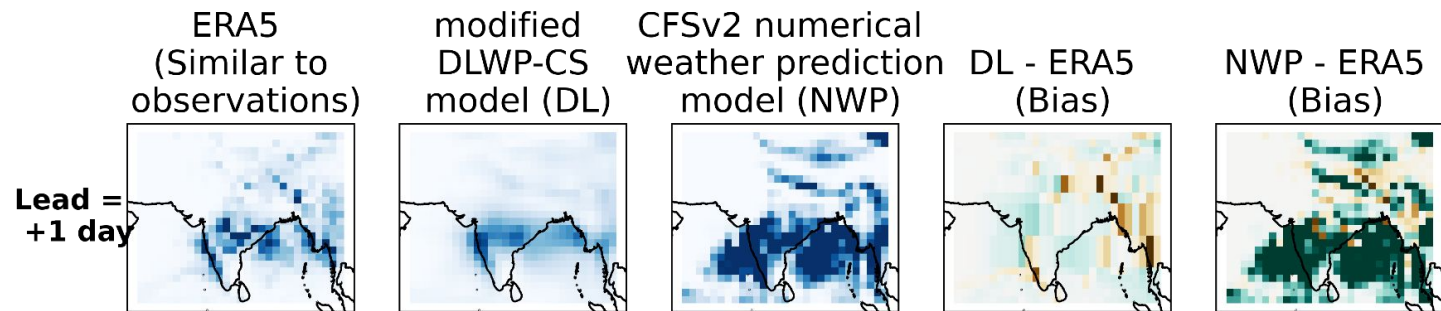 ERA5
(Similar to
observations)
modified
DLWP-CS
model (DL)
CFSv2 numerical
weather prediction
model (NWP)
DL - ERA5
(Bias)
NWP - ERA5
(Bias)
Lead =
+1 day